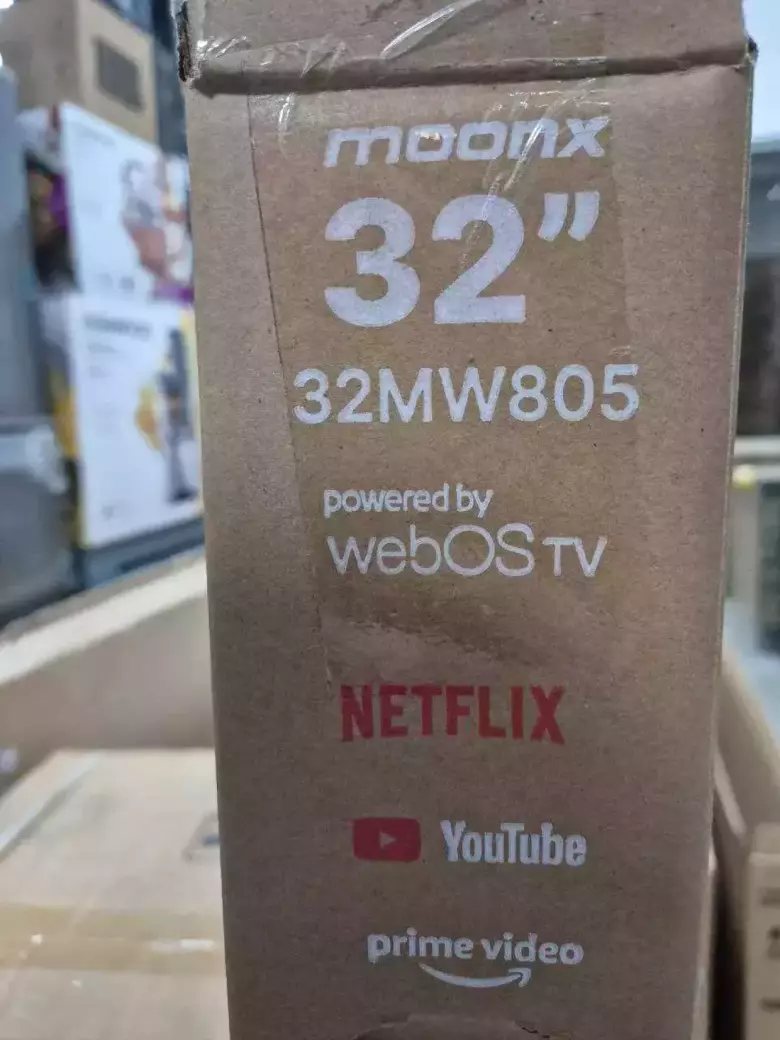 moonx
32"
32MW805
powered by
webOS TV
NETFLIX
YouTube
prime video